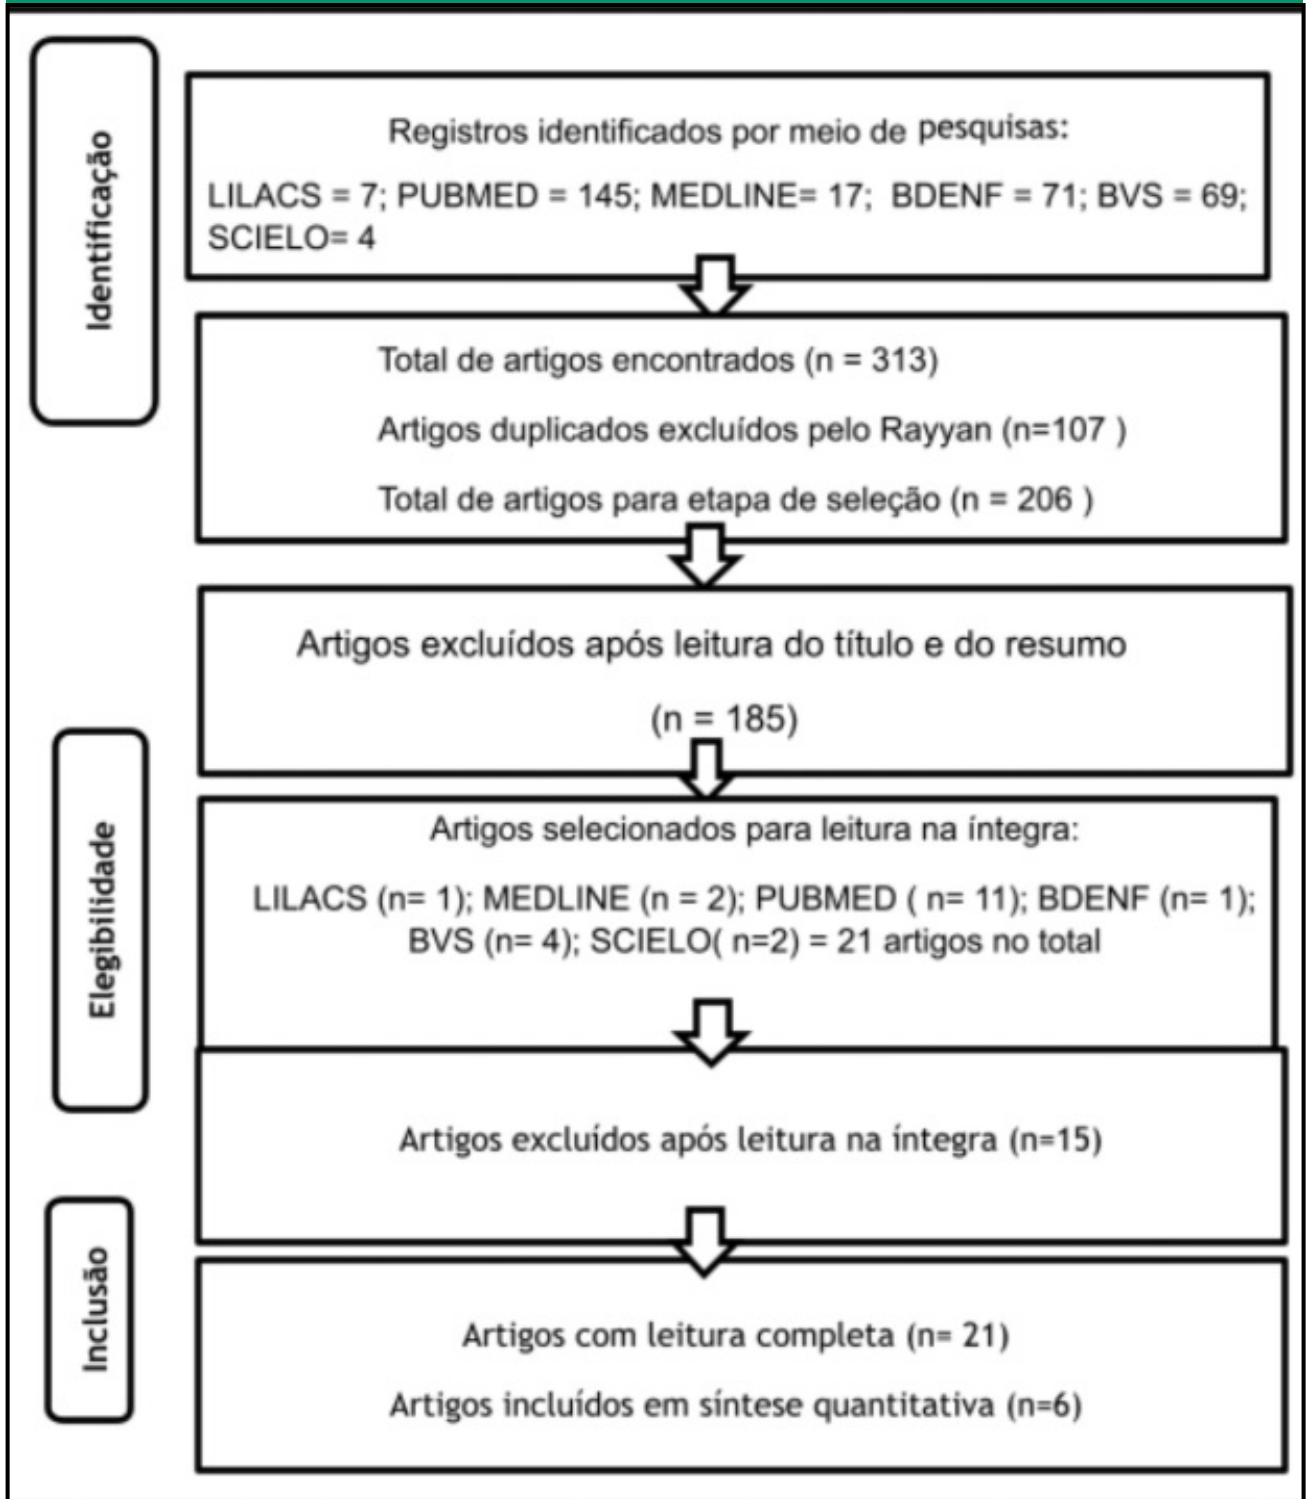 Identificação
Registros identificados por meio de pesquisas:
LILACS = 7; PUBMED = 145; MEDLINE= 17; BDENF = 71; BVS = 69;
SCIELO= 4
Total de artigos encontrados (n = 313)
Artigos duplicados excluídos pelo Rayyan (n=107 )
Total de artigos para etapa de seleção (n = 206 )
Artigos excluídos após leitura do título e do resumo
(n = 185)
Elegibilidade
Artigos selecionados para leitura na íntegra:
LILACS (n= 1); MEDLINE (n = 2); PUBMED ( n= 11); BDENF (n= 1);
BVS (n= 4); SCIELO( n=2) = 21 artigos no total
Artigos excluídos após leitura na íntegra (n=15)
Inclusão
Artigos com leitura completa (n= 21)
Artigos incluídos em síntese quantitativa (n=6)